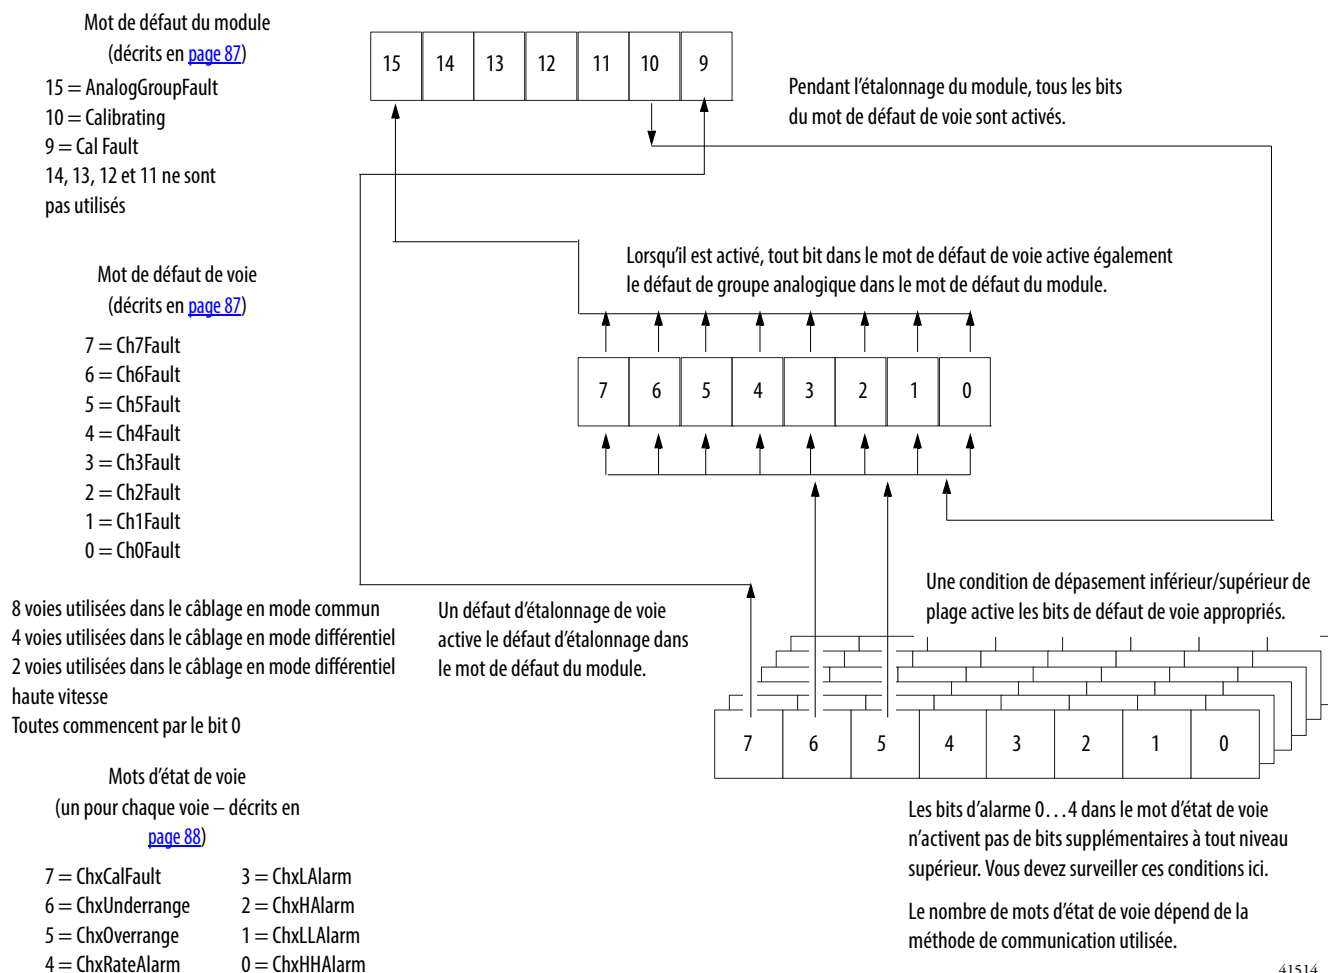 Mot de défaut du module
(décrits en page 87)
15 = AnalogGroupFault
10 = Calibrating
9 = Cal Fault
14, 13, 12 et 11 ne sont
pas utilisés
15 14 13 12 11 10 9
Pendant l'étalonnage du module, tous les bits
du mot de défaut de voie sont activés.
Mot de défaut de voie
(décrits en page 87)
7 = Ch7Fault
6 = Ch6Fault
5 = Ch5Fault
4 = Ch4Fault
3 = Ch3Fault
2 = Ch2Fault
1 = Ch1Fault
0 = Ch0Fault
Lorsqu'il est activé, tout bit dans le mot de défaut de voie active également
le défaut de groupe analogique dans le mot de défaut du module.
7 6 5 4 3 2 1 0
8 voies utilisées dans le câblage en mode commun
4 voies utilisées dans le câblage en mode différentiel
2 voies utilisées dans le câblage en mode différentiel
haute vitesse
Toutes commencent par le bit 0
Un défaut d'étalonnage de voie
active le défaut d'étalonnage dans
le mot de défaut du module.
Une condition de dépasement inférieur/supérieur de
plage active les bits de défaut de voie appropriés.
7 6 5 4 3 2 1 0
Mots d'état de voie
(un pour chaque voie – décrits en
page 88)
7 = ChxCalFault
6 = ChxUnderrange
5 = ChxOverrange
4 = ChxRateAlarm
3 = ChxLAlarm
2 = ChxHAlarm
1 = ChxLLAlarm
0 = ChxHHAlarm
Les bits d'alarme 0…4 dans le mot d'état de voie
n'activent pas de bits supplémentaires à tout niveau
supérieur. Vous devez surveiller ces conditions ici.
Le nombre de mots d'état de voie dépend de la
méthode de communication utilisée.
41514